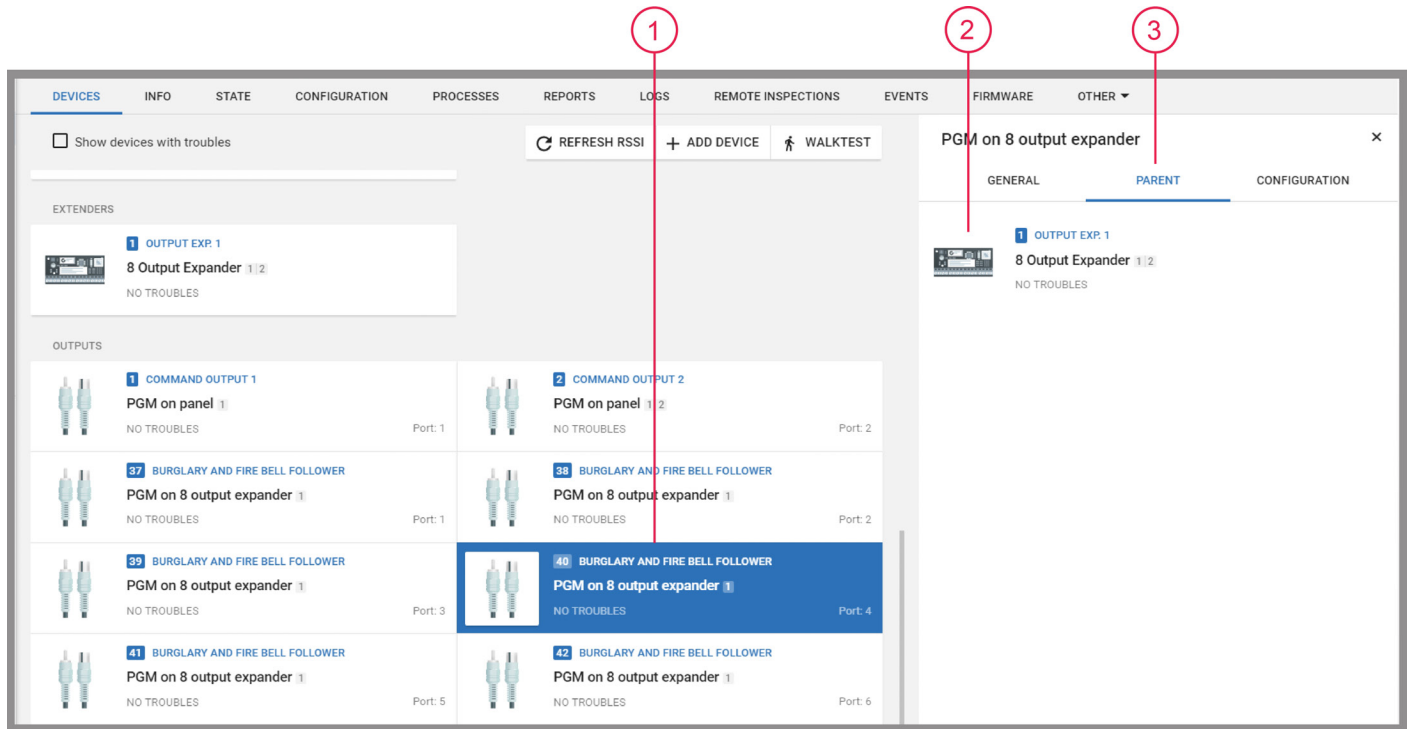 1 2 3
DEVICES INFO STATE CONFIGURATION PROCESSES REPORTS LOGS REMOTE INSPECTIONS EVENTS FIRMWARE OTHER
Show devices with troubles
REFRESH RSSI + ADD DEVICE WALKTEST
EXTENDERS
1 OUTPUT EXP. 1
8 Output Expander 1 2
NO TROUBLES
OUTPUTS
1 COMMAND OUTPUT 1
PGM on panel 1
NO TROUBLES Port: 1
2 COMMAND OUTPUT 2
PGM on panel 1 2
NO TROUBLES Port: 2
37 BURGLARY AND FIRE BELL FOLLOWER
PGM on 8 output expander 1
NO TROUBLES Port: 1
38 BURGLARY AND FIRE BELL FOLLOWER
PGM on 8 output expander 1
NO TROUBLES Port: 2
39 BURGLARY AND FIRE BELL FOLLOWER
PGM on 8 output expander 1
NO TROUBLES Port: 3
40 BURGLARY AND FIRE BELL FOLLOWER
PGM on 8 output expander 1
NO TROUBLES Port: 4
41 BURGLARY AND FIRE BELL FOLLOWER
PGM on 8 output expander 1
NO TROUBLES Port: 5
42 BURGLARY AND FIRE BELL FOLLOWER
PGM on 8 output expander 1
NO TROUBLES Port: 6
PGM on 8 output expander ×
GENERAL PARENT CONFIGURATION
1 OUTPUT EXP. 1
8 Output Expander 1 2
NO TROUBLES